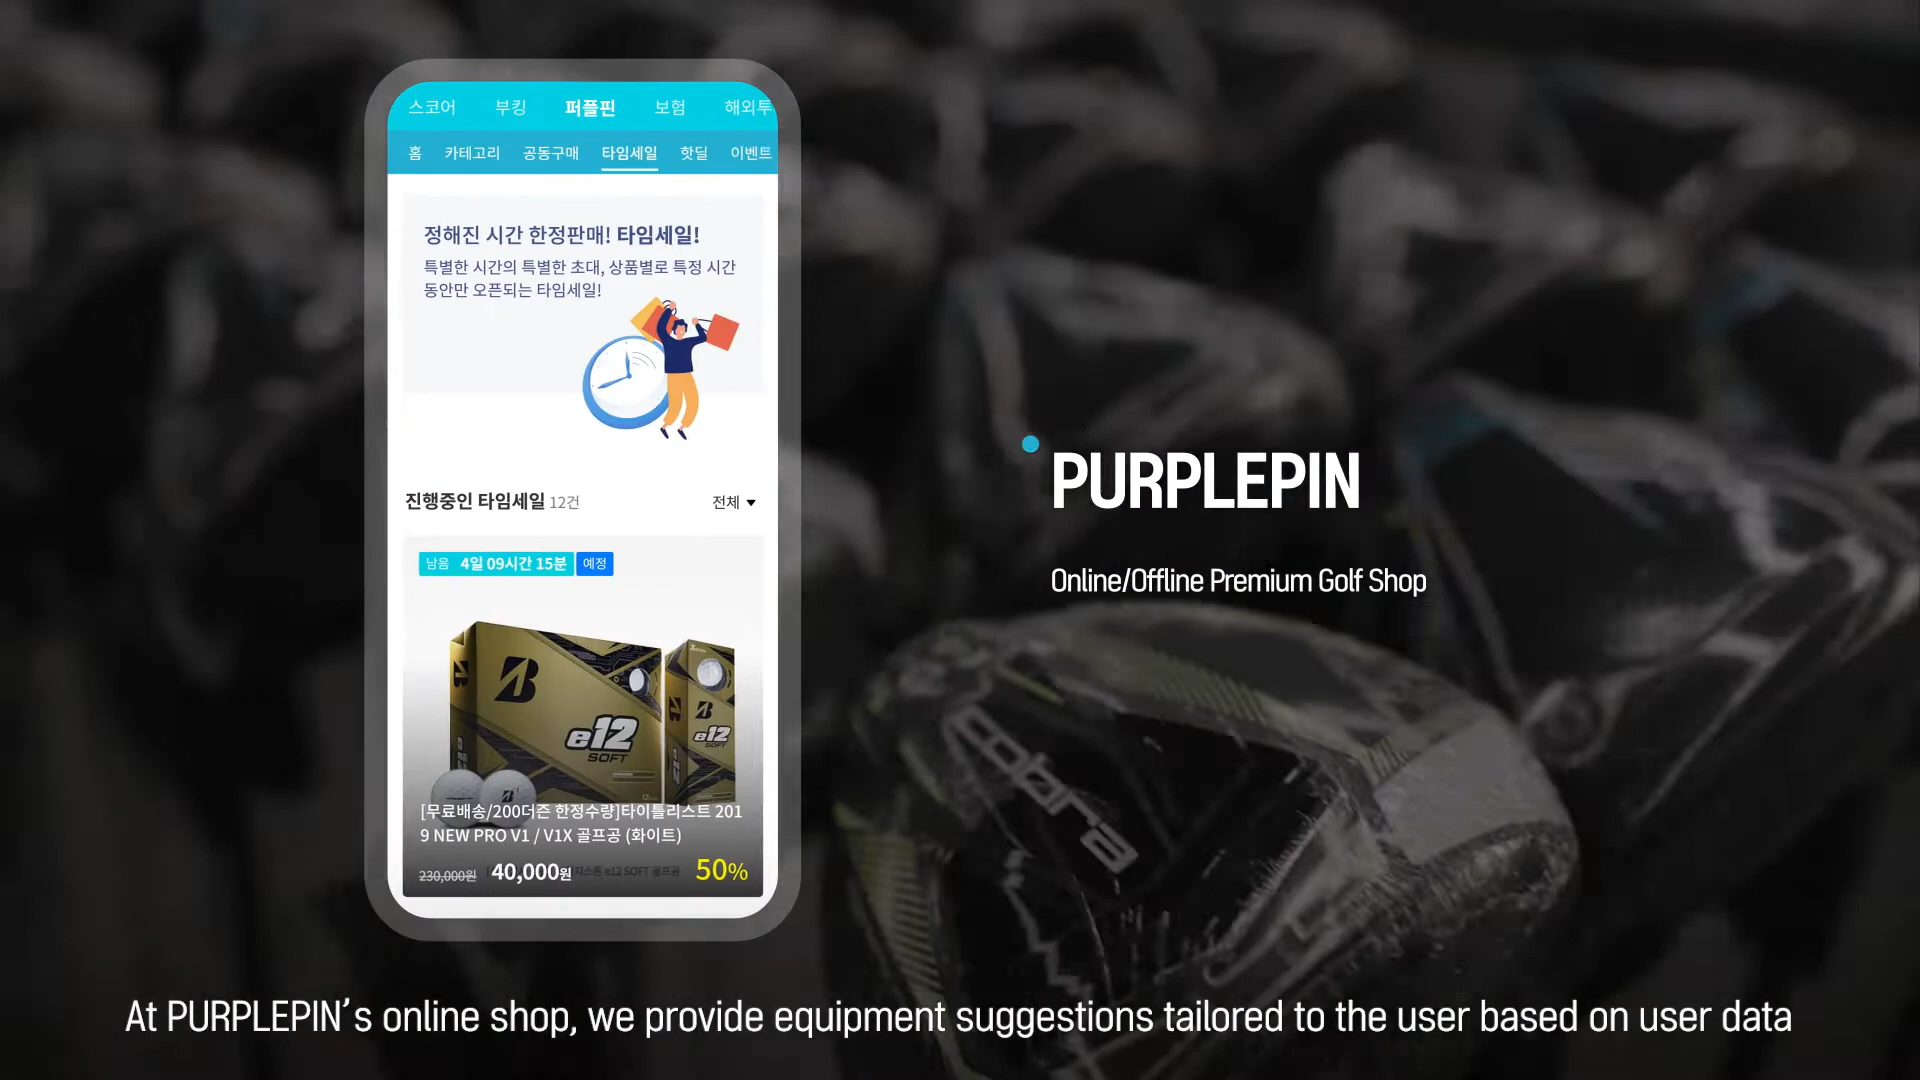 스코어 부킹 퍼플핀 보험 해외투
홈 카테고리 공동구매 타임세일 핫딜 이벤트
정해진 시간 한정판매! 타임세일!
특별한 시간의 특별한 초대, 상품별로 특정 시간
동안만 오픈되는 타임세일!
진행중인 타임세일 12건
전체
남음 4일 09시간 15분 예정
e12
SOFT
e12
SOFT
[무료배송/200더즌 한정수량]타이틀리스트 201
9 NEW PRO V1 / V1X 골프공 (화이트)
230,000원 40,000원 e12 SOFT 골프공 50%
PURPLEPIN
Online/Offline Premium Golf Shop
cobra
At PURPLEPIN's online shop, we provide equipment suggestions tailored to the user based on user data